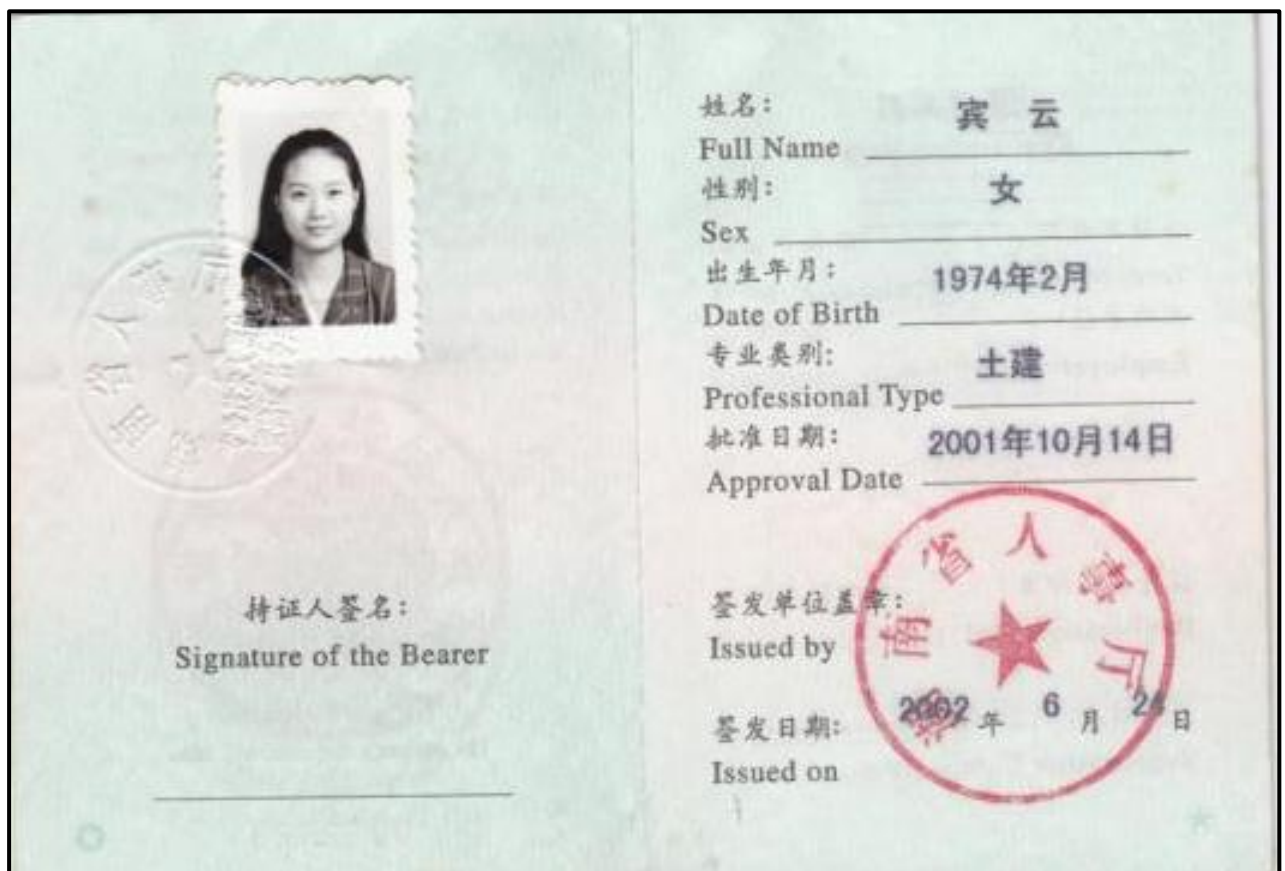 持证人签名:
Signature of the Bearer
姓名: 宾 云
Full Name
性别: 女
Sex
出生年月: 1974年2月
Date of Birth
专业类别: 土建
Professional Type
批准日期: 2001年10月14日
Approval Date
签发单位盖章:
Issued by
省人事厅
签发日期: 2002 年 6 月 日
Issued on